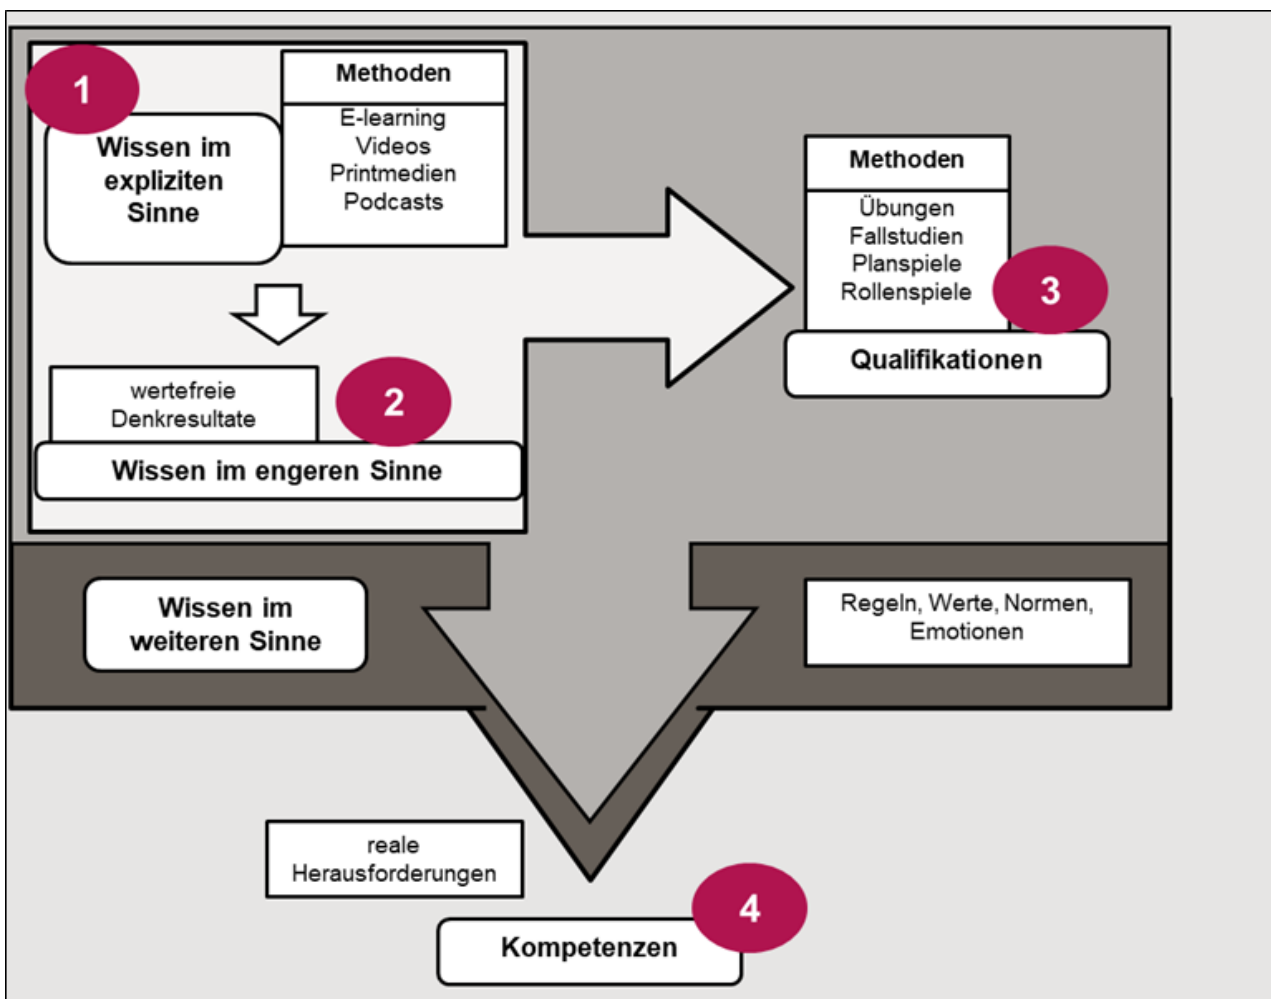 1
Wissen im
expliziten
Sinne
Methoden
E-learning
Videos
Printmedien
Podcasts
wertefreie
Denkresultate
2
Wissen im engeren Sinne
Methoden
Übungen
Fallstudien
Planspiele
Rollenspiele
3
Qualifikationen
Wissen im
weiteren Sinne
Regeln, Werte, Normen,
Emotionen
reale
Herausforderungen
4
Kompetenzen